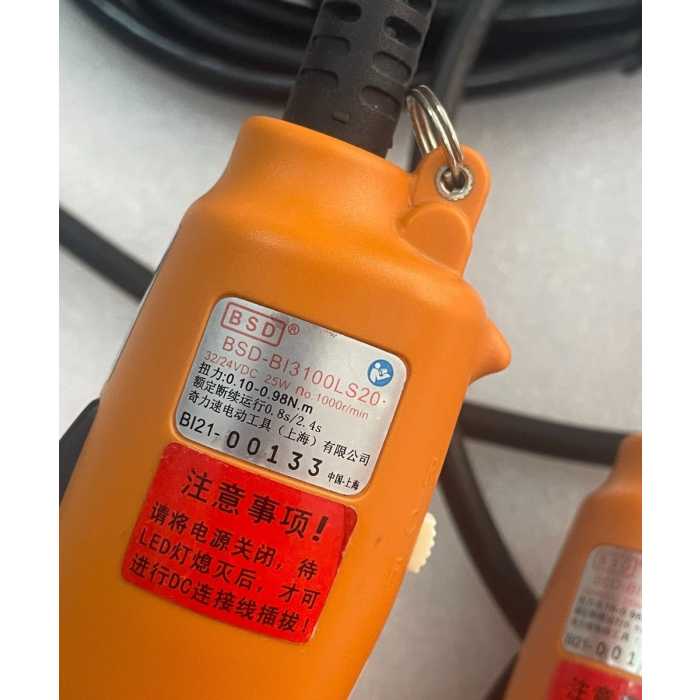 BSD®
BSD-BI3100LS20·
32/24VDC 25W no 1000r/min
扭力:0.10-0.98N.m
额定断续运行0.8s/2.4s
奇力速电动工具（上海）有限公司
BI21-00133 中国·上海
注意事项!
请将电源关闭，待
LED灯熄灭后，才可
进行DC连接线插拔!
BSD
BI21-001